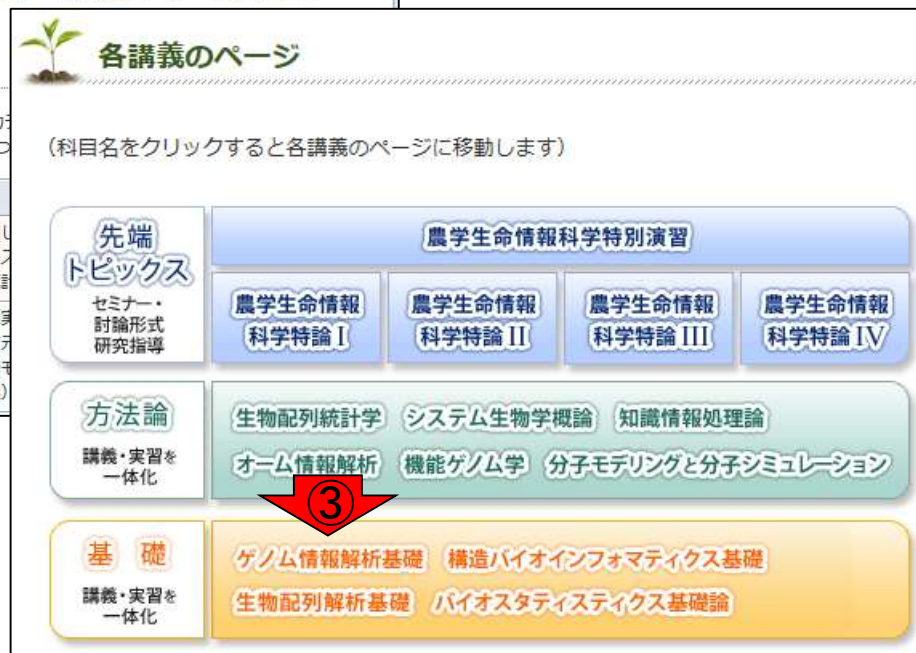 各講義のページ
(科目名をクリックすると各講義のページに移動します)
先端
トピックス
セミナー・
討論形式
研究指導
農学生命情報科学特別演習
農学生命情報
科学特論 I
農学生命情報
科学特論 II
農学生命情報
科学特論 III
農学生命情報
科学特論 IV
方法論
講義・実習を
一体化
生物配列統計学 システム生物学概論 知識情報処理論
オーム情報解析 機能ゲノム学 分子モデリングと分子シミュレーション
③
基礎
講義・実習を
一体化
ゲノム情報解析基礎 構造バイオインフォマティクス基礎
生物配列解析基礎 バイオスタティスティクス基礎論